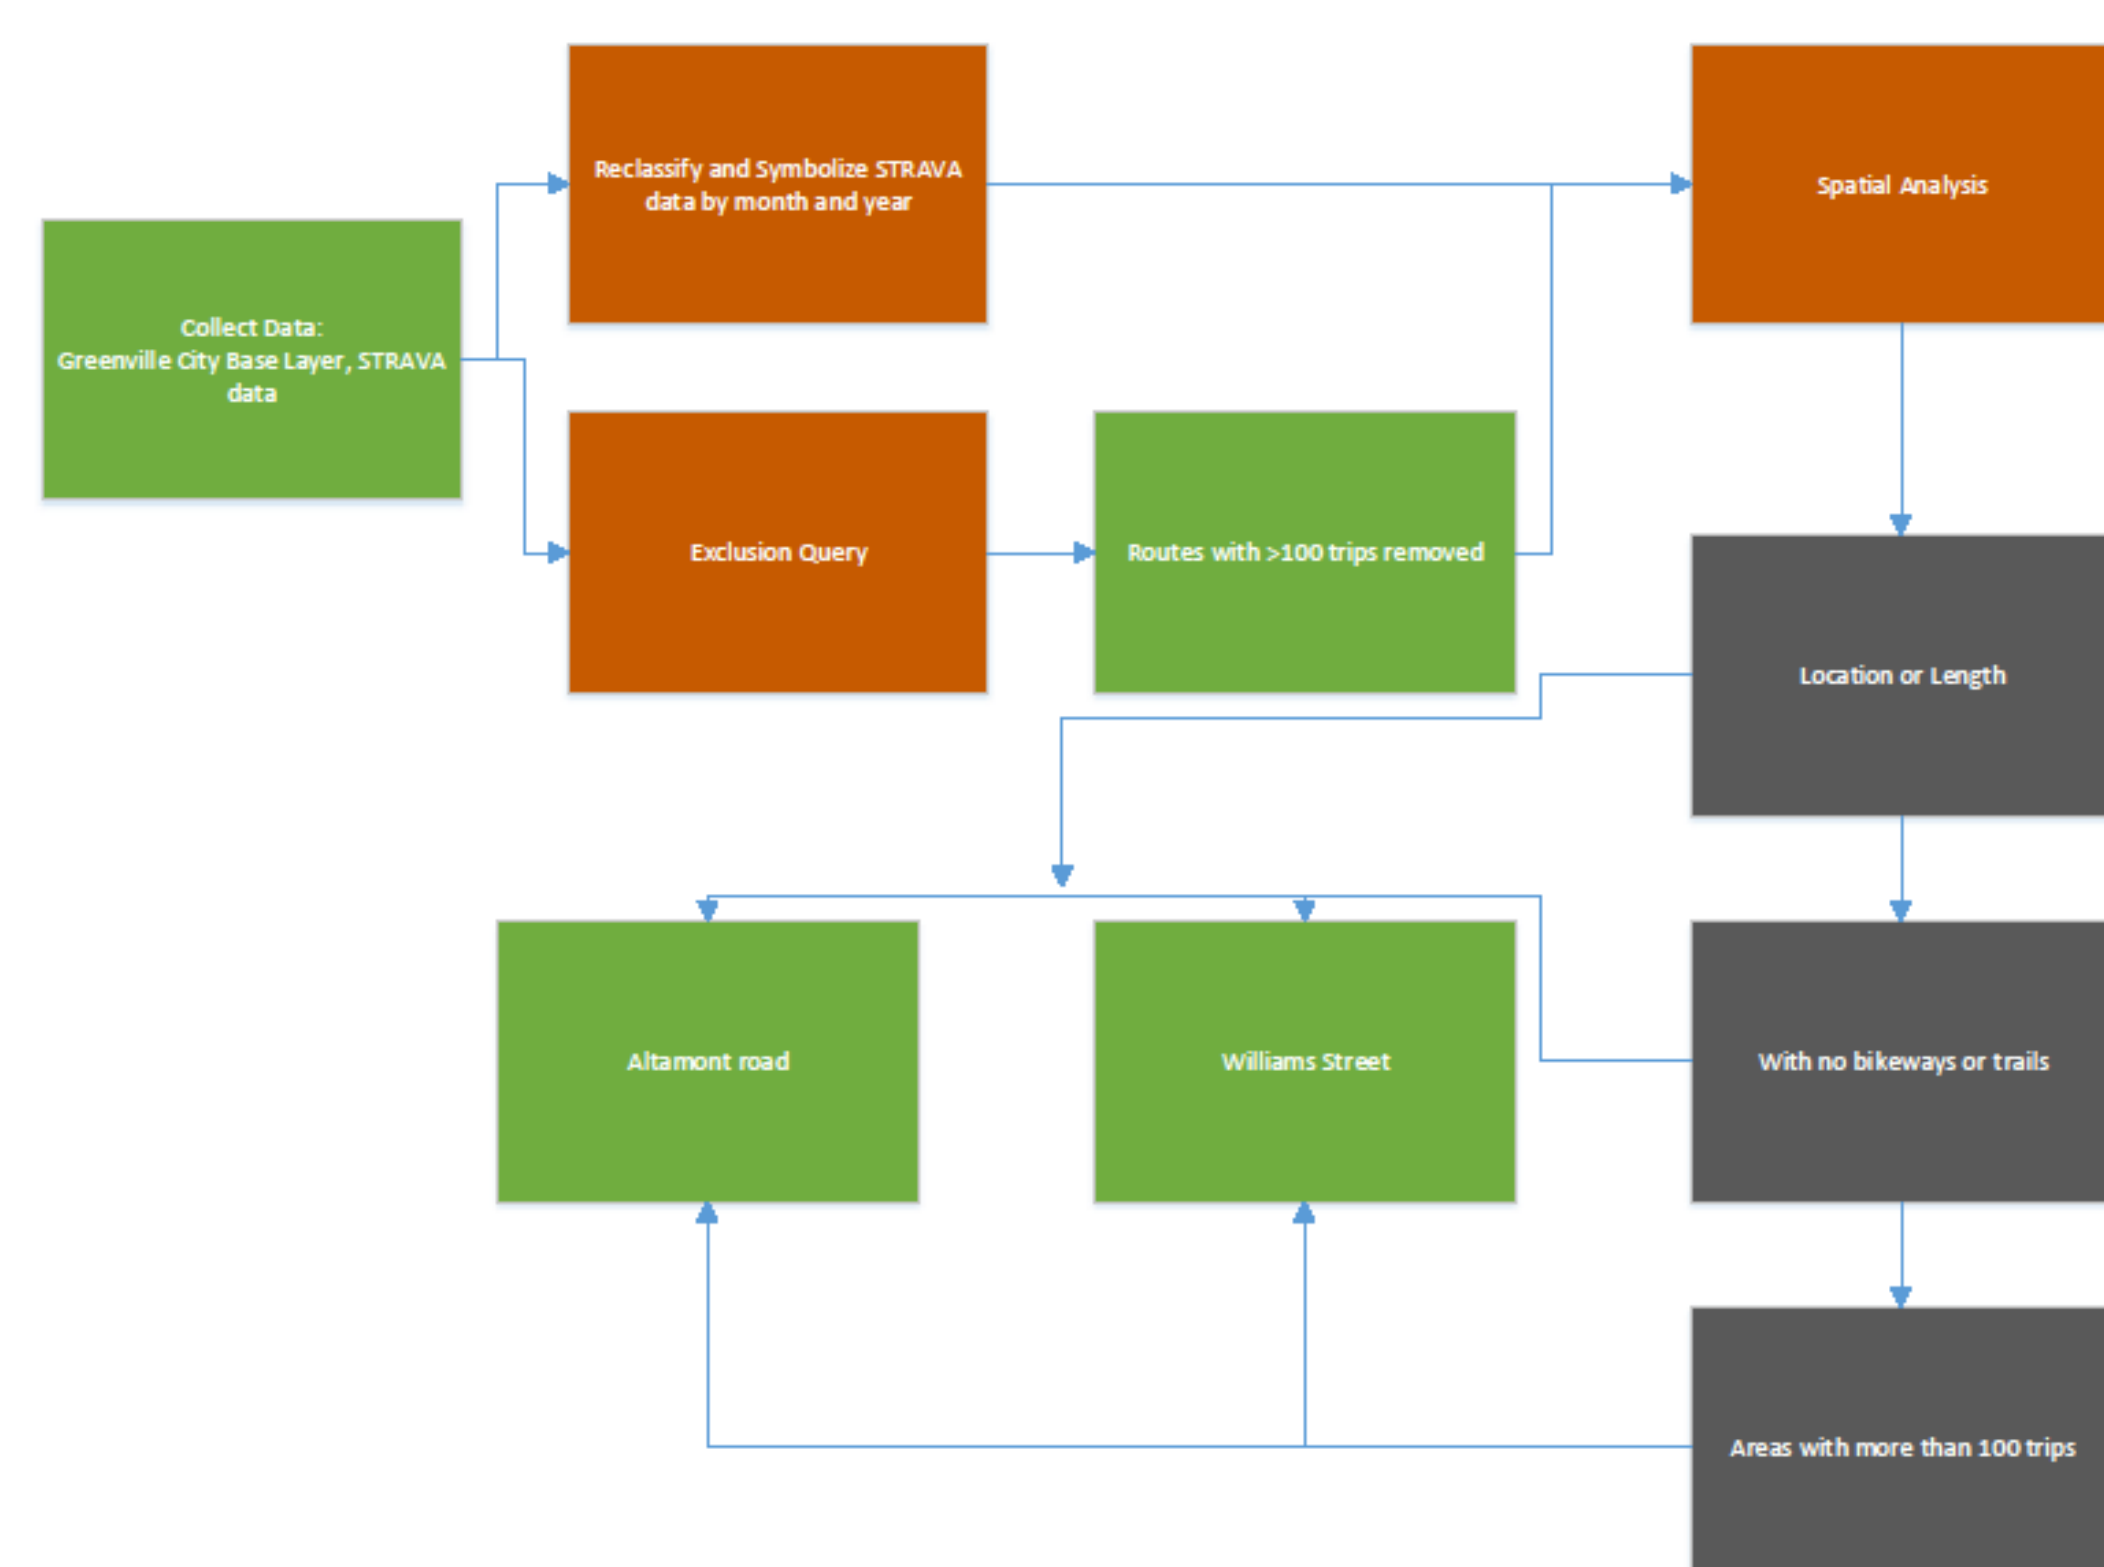 Reclassify and Symbolize STRAVA
data by month and year
Spatial Analysis
Collect Data:
Greenville City Base Layer, STRAVA
data
Exclusion Query
Routes with >100 trips removed
Location or Length
Altamont road
Williams Street
With no bikeways or trails
Areas with more than 100 trips